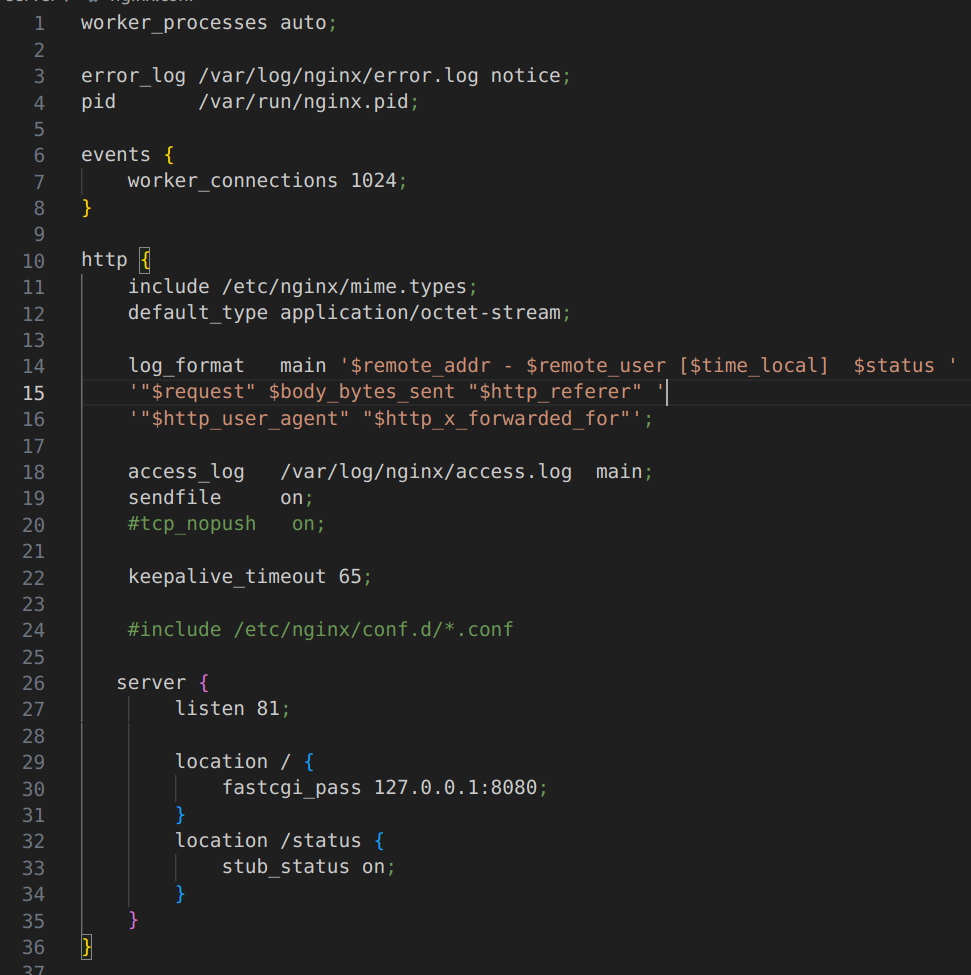 1 worker_processes auto;
2
3 error_log /var/log/nginx/error.log notice;
4 pid       /var/run/nginx.pid;
5
6 events {
7     worker_connections 1024;
8 }
9
10 http {
11     include /etc/nginx/mime.types;
12     default_type application/octet-stream;
13
14     log_format   main '$remote_addr - $remote_user [$time_local]  $status '
15     '"$request" $body_bytes_sent "$http_referer" '
16     '"$http_user_agent" "$http_x_forwarded_for"';
17
18     access_log   /var/log/nginx/access.log  main;
19     sendfile     on;
20     #tcp_nopush   on;
21
22     keepalive_timeout 65;
23
24     #include /etc/nginx/conf.d/*.conf
25
26    server {
27         listen 81;
28
29         location / {
30             fastcgi_pass 127.0.0.1:8080;
31         }
32         location /status {
33             stub_status on;
34         }
35     }
36 }
37